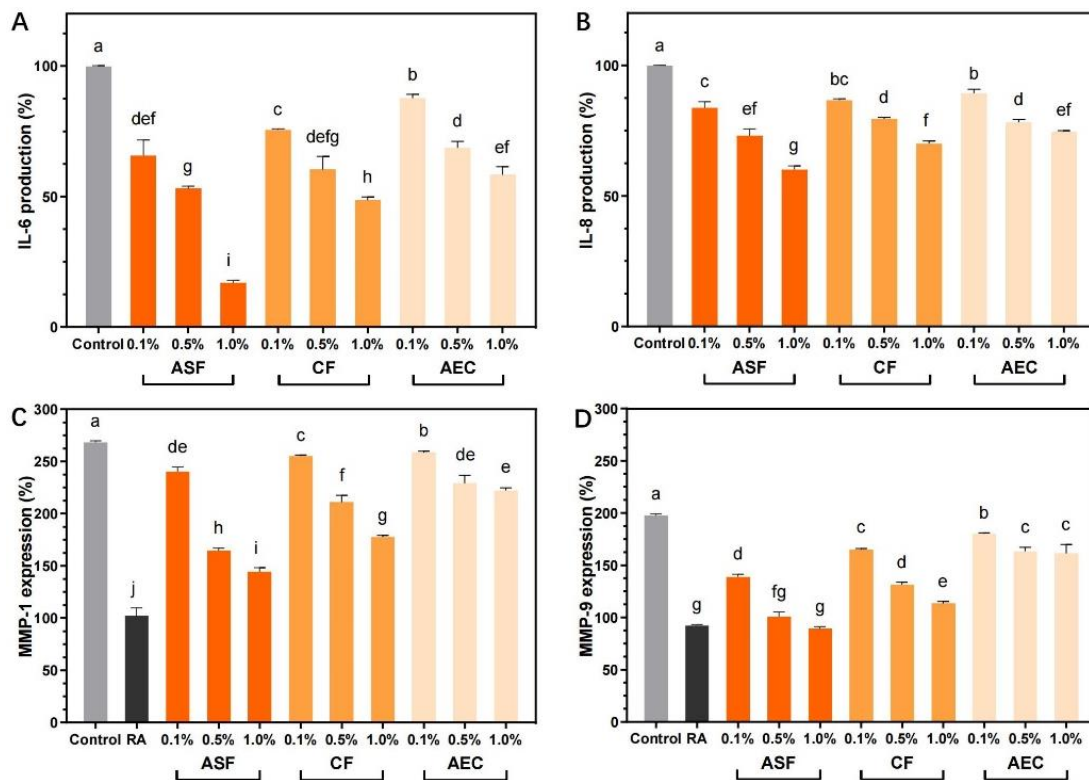 A
IL-6 production (%)
100
50
0
a
def
g
i
c
defg
h
b
d
ef
Control 0.1% 0.5% 1.0% 0.1% 0.5% 1.0% 0.1% 0.5% 1.0%
ASF CF AEC
B
IL-8 production (%)
100
50
0
a
c
ef
g
bc
d
f
b
d
ef
Control 0.1% 0.5% 1.0% 0.1% 0.5% 1.0% 0.1% 0.5% 1.0%
ASF CF AEC
C
MMP-1 expression (%)
300
250
200
150
100
50
0
a
j
de
h
i
c
f
g
b
de
e
Control RA 0.1% 0.5% 1.0% 0.1% 0.5% 1.0% 0.1% 0.5% 1.0%
ASF CF AEC
D
MMP-9 expression (%)
300
250
200
150
100
50
0
a
g
d
fg
g
c
d
e
b
c
c
Control RA 0.1% 0.5% 1.0% 0.1% 0.5% 1.0% 0.1% 0.5% 1.0%
ASF CF AEC